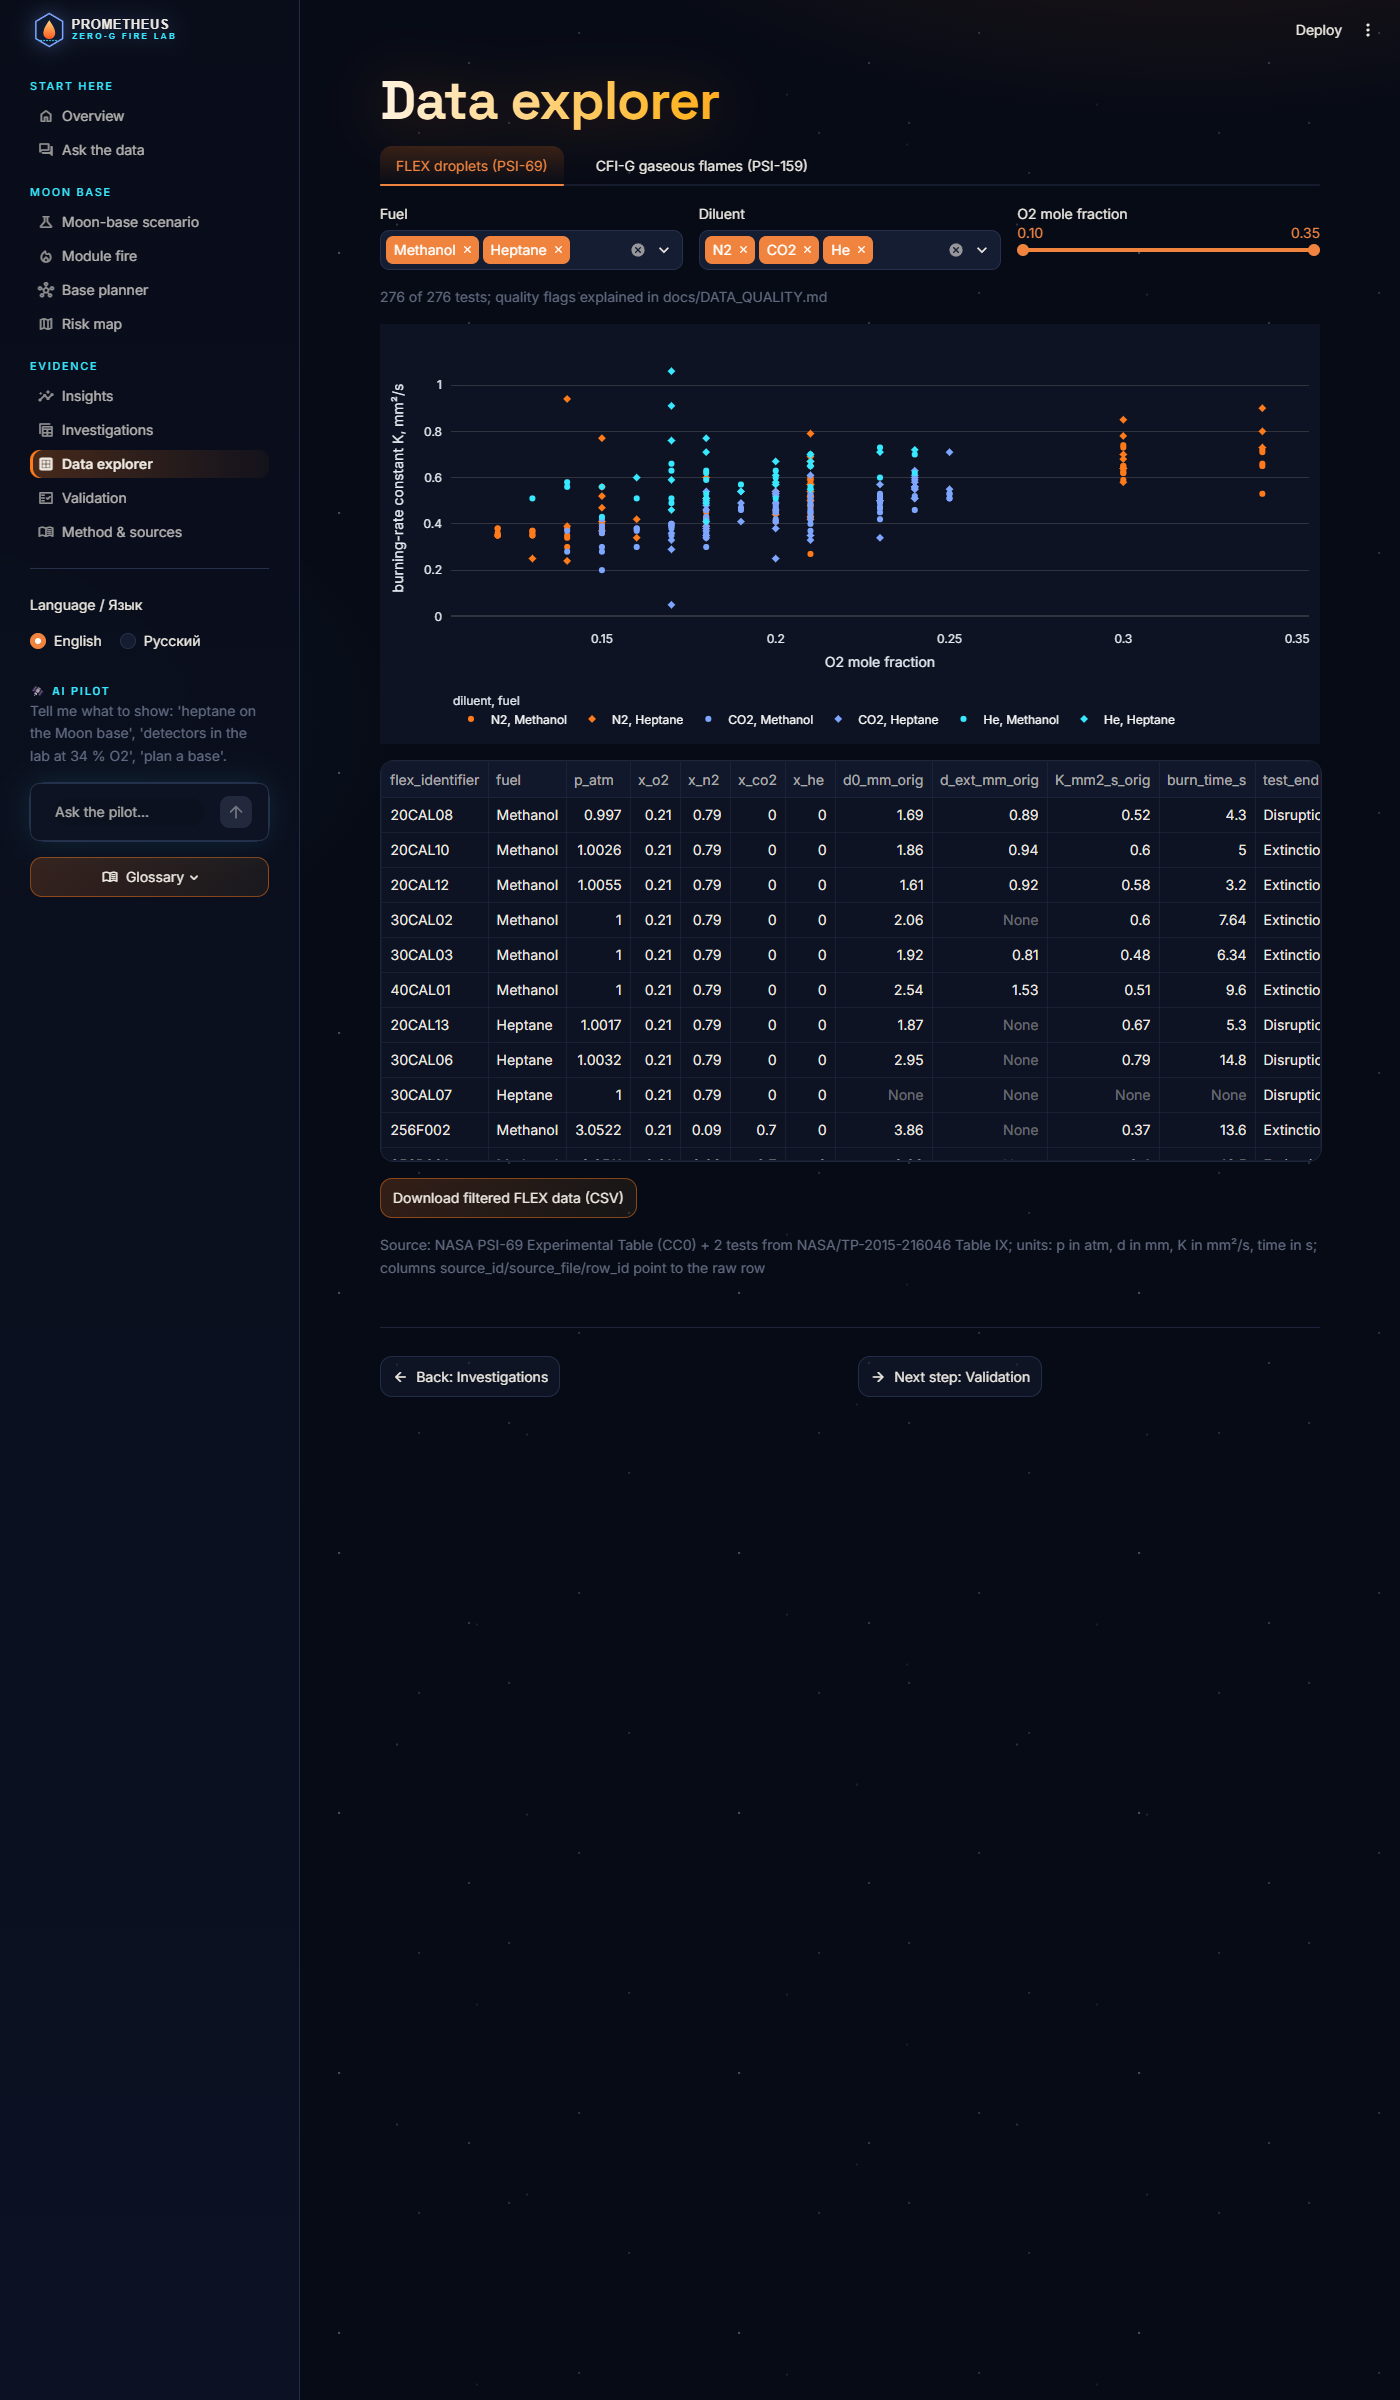 PROMETHEUS
ZERO-G FIRE LAB
START HERE
Overview
Ask the data
MOON BASE
Moon-base scenario
Module fire
Base planner
Risk map
EVIDENCE
Insights
Investigations
Data explorer
Validation
Method & sources
Language / Язык
English Русский
AI PILOT
Tell me what to show: 'heptane on
the Moon base', 'detectors in the
lab at 34 % O2', 'plan a base'.
Ask the pilot...
Glossary
Deploy
Data explorer
FLEX droplets (PSI-69) CFI-G gaseous flames (PSI-159)
Fuel Diluent O2 mole fraction
0.10 0.35
Methanol Heptane N2 CO2 He
276 of 276 tests; quality flags explained in docs/DATA_QUALITY.md
burning-rate constant K, mm²/s
1
0.8
0.6
0.4
0.2
0
0.15 0.2 0.25 0.3 0.35
O2 mole fraction
diluent, fuel
N2, Methanol N2, Heptane CO2, Methanol CO2, Heptane He, Methanol He, Heptane
flex_identifier fuel p_atm x_o2 x_n2 x_co2 x_he d0_mm_orig d_ext_mm_orig K_mm2_s_orig burn_time_s test_end
20CAL08 Methanol 0.997 0.21 0.79 0 0 1.69 0.89 0.52 4.3 Disruptic
20CAL10 Methanol 1.0026 0.21 0.79 0 0 1.86 0.94 0.6 5 Extinctio
20CAL12 Methanol 1.0055 0.21 0.79 0 0 1.61 0.92 0.58 3.2 Extinctio
30CAL02 Methanol 1 0.21 0.79 0 0 2.06 None 0.6 7.64 Extinctio
30CAL03 Methanol 1 0.21 0.79 0 0 1.92 0.81 0.48 6.34 Extinctio
40CAL01 Methanol 1 0.21 0.79 0 0 2.54 1.53 0.51 9.6 Extinctio
20CAL13 Heptane 1.0017 0.21 0.79 0 0 1.87 None 0.67 5.3 Disruptic
30CAL06 Heptane 1.0032 0.21 0.79 0 0 2.95 None 0.79 14.8 Disruptic
30CAL07 Heptane 1 0.21 0.79 0 0 None None None None Disruptic
256F002 Methanol 3.0522 0.21 0.09 0.7 0 3.86 None 0.37 13.6 Extinctio
Download filtered FLEX data (CSV)
Source: NASA PSI-69 Experimental Table (CC0) + 2 tests from NASA/TP-2015-216046 Table IX; units: p in atm, d in mm, K in mm²/s, time in s;
columns source_id/source_file/row_id point to the raw row
Back: Investigations Next step: Validation